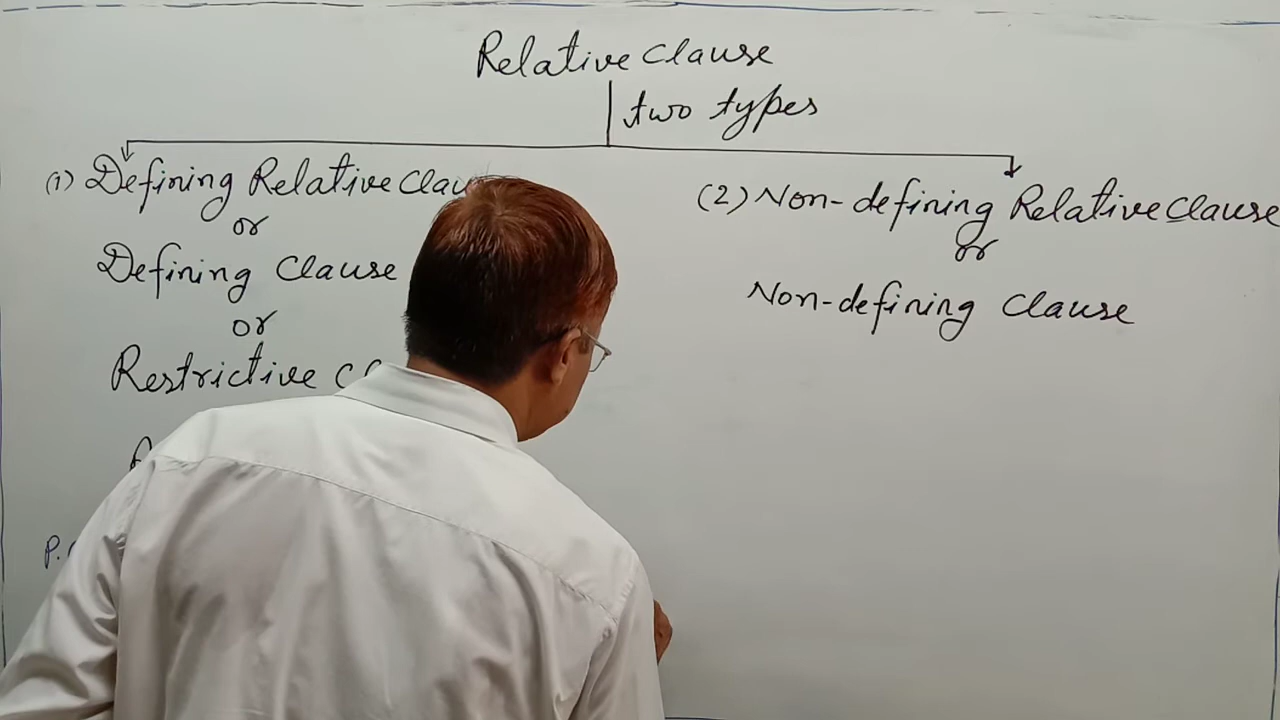 Relative Clause
two types
(1) Defining Relative
or
Defining Clause
or
Restrictive
(2) Non-defining Relative Clause
or
Non-defining Clause